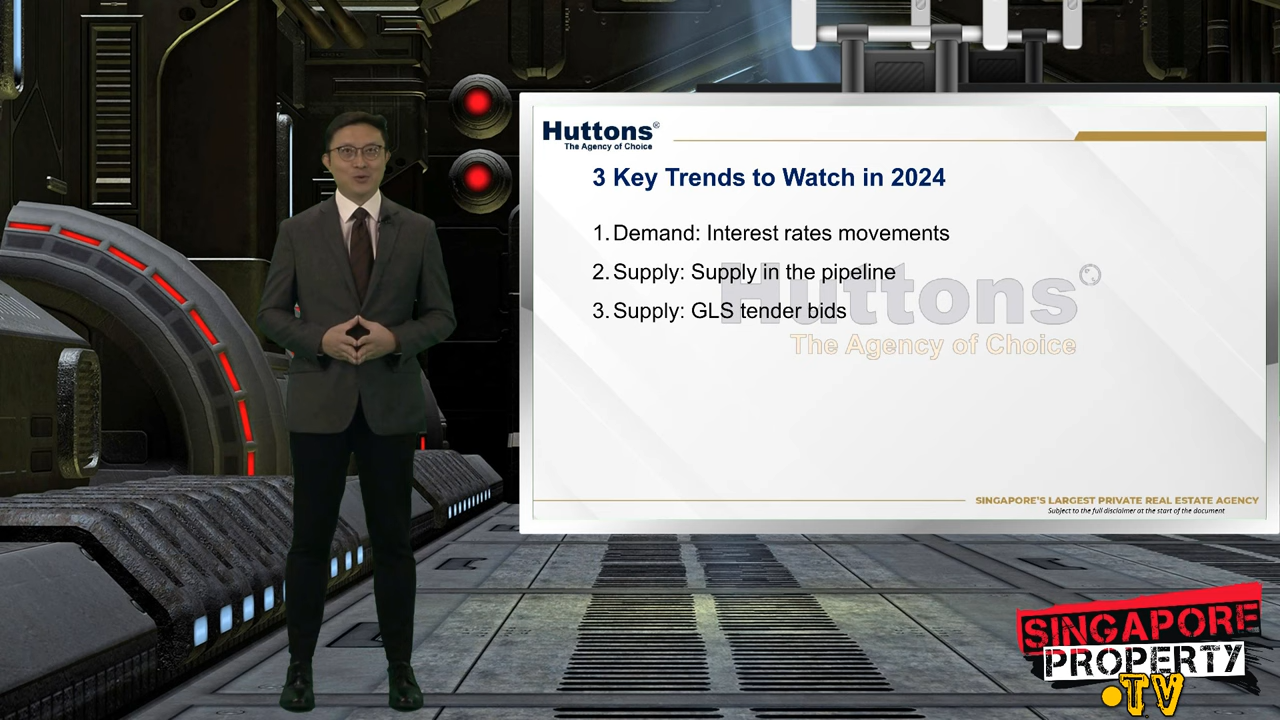 Huttons®
The Agency of Choice
3 Key Trends to Watch in 2024
1. Demand: Interest rates movements
2. Supply: Supply in the pipeline
3. Supply: GLS tender bids
Huttons
The Agency of Choice
SINGAPORE'S LARGEST PRIVATE REAL ESTATE AGENCY
Subject to the full disclaimer at the start of the document
SINGAPORE
PROPERTY
.TV